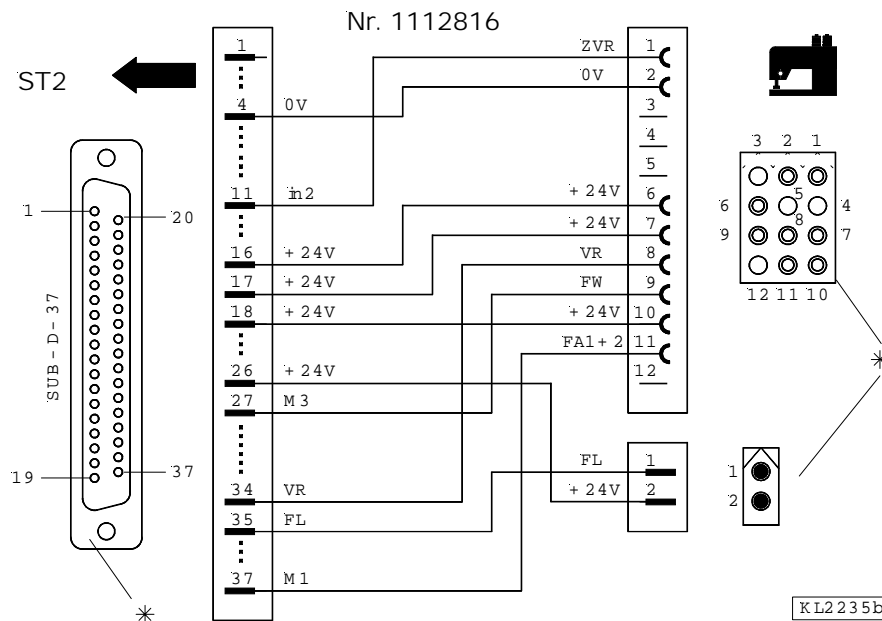 Nr. 1112816
ST2
1
4 0V
11 in2
16 +24V
17 +24V
18 +24V
26 +24V
27 M3
34 VR
35 FL
37 M1
ZVR 1
0V 2
3
4
5
+24V 6
+24V 7
VR 8
FW 9
+24V 10
FA1+2 11
12
FL 1
+24V 2
1
20
SUB-D-37
19
37
3 2 1
5
6 4
8
9 7
12 11 10
1
2
KL2235b